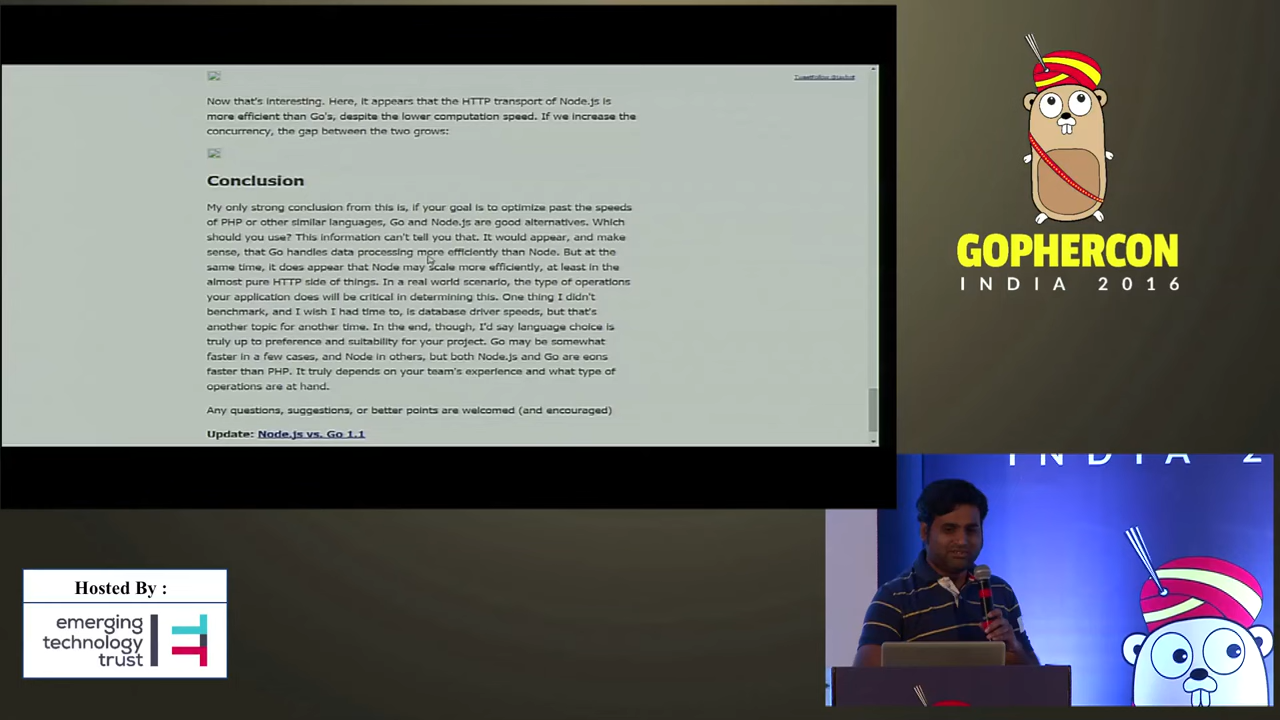 Now that's interesting. Here, it appears that the HTTP transport of Node.js is
more efficient than Go's, despite the lower computation speed. If we increase the
concurrency, the gap between the two grows:
Conclusion
My only strong conclusion from this is, if your goal is to optimize past the speeds
of PHP or other similar languages, Go and Node.js are good alternatives. Which
should you use? This information can't tell you that. It would appear, and make
sense, that Go handles data processing more efficiently than Node. But at the
same time, it does appear that Node may scale more efficiently, at least in the
almost pure HTTP side of things. In a real world scenario, the type of operations
your application does will be critical in determining this. One thing I didn't
benchmark, and I wish I had time to, is database driver speeds, but that's
another topic for another time. In the end, though, I'd say language choice is
truly up to preference and suitability for your project. Go may be somewhat
faster in a few cases, and Node in others, but both Node.js and Go are eons
faster than PHP. It truly depends on your team's experience and what type of
operations are at hand.
Any questions, suggestions, or better points are welcomed (and encouraged)
Update: Node.js vs. Go 1.1
GOPHERCON
INDIA 2016
INDIA 2
Hosted By :
emerging
technology
trust